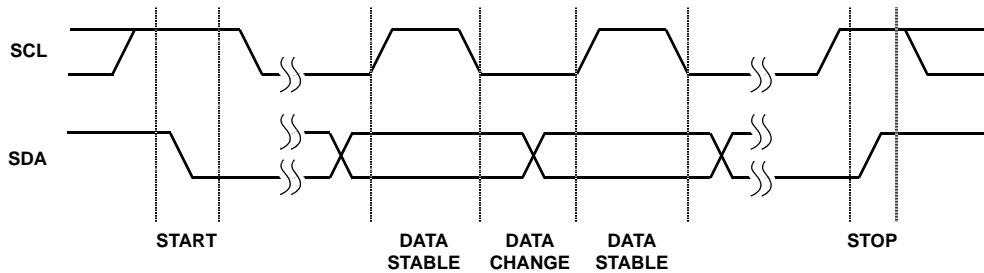 SCL
SDA
START
DATA STABLE
DATA CHANGE
DATA STABLE
STOP